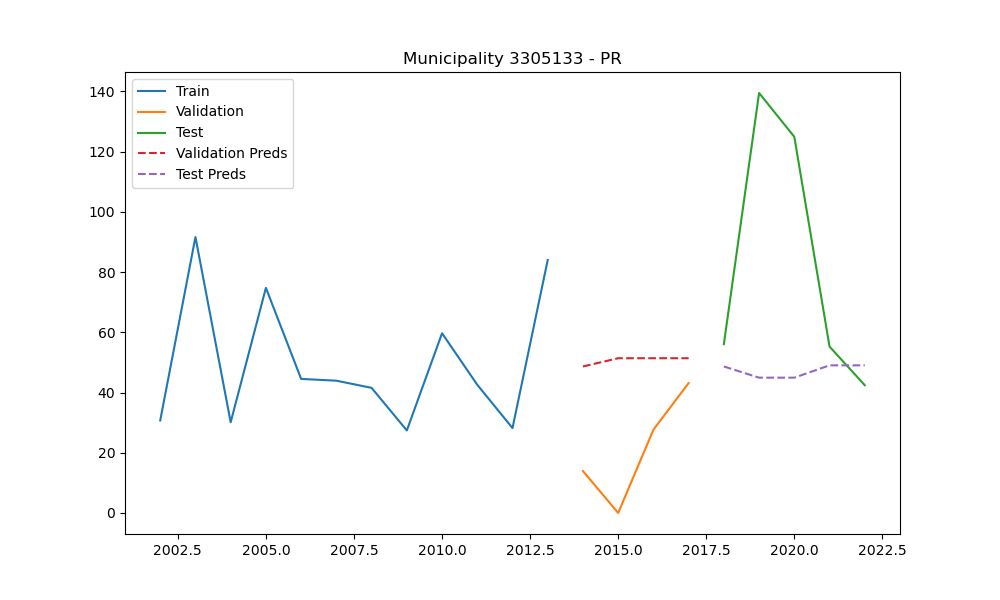 Municipality 3305133 - PR
Train
Validation
Test
Validation Preds
Test Preds
140
120
100
80
60
40
20
0
2002.5 2005.0 2007.5 2010.0 2012.5 2015.0 2017.5 2020.0 2022.5